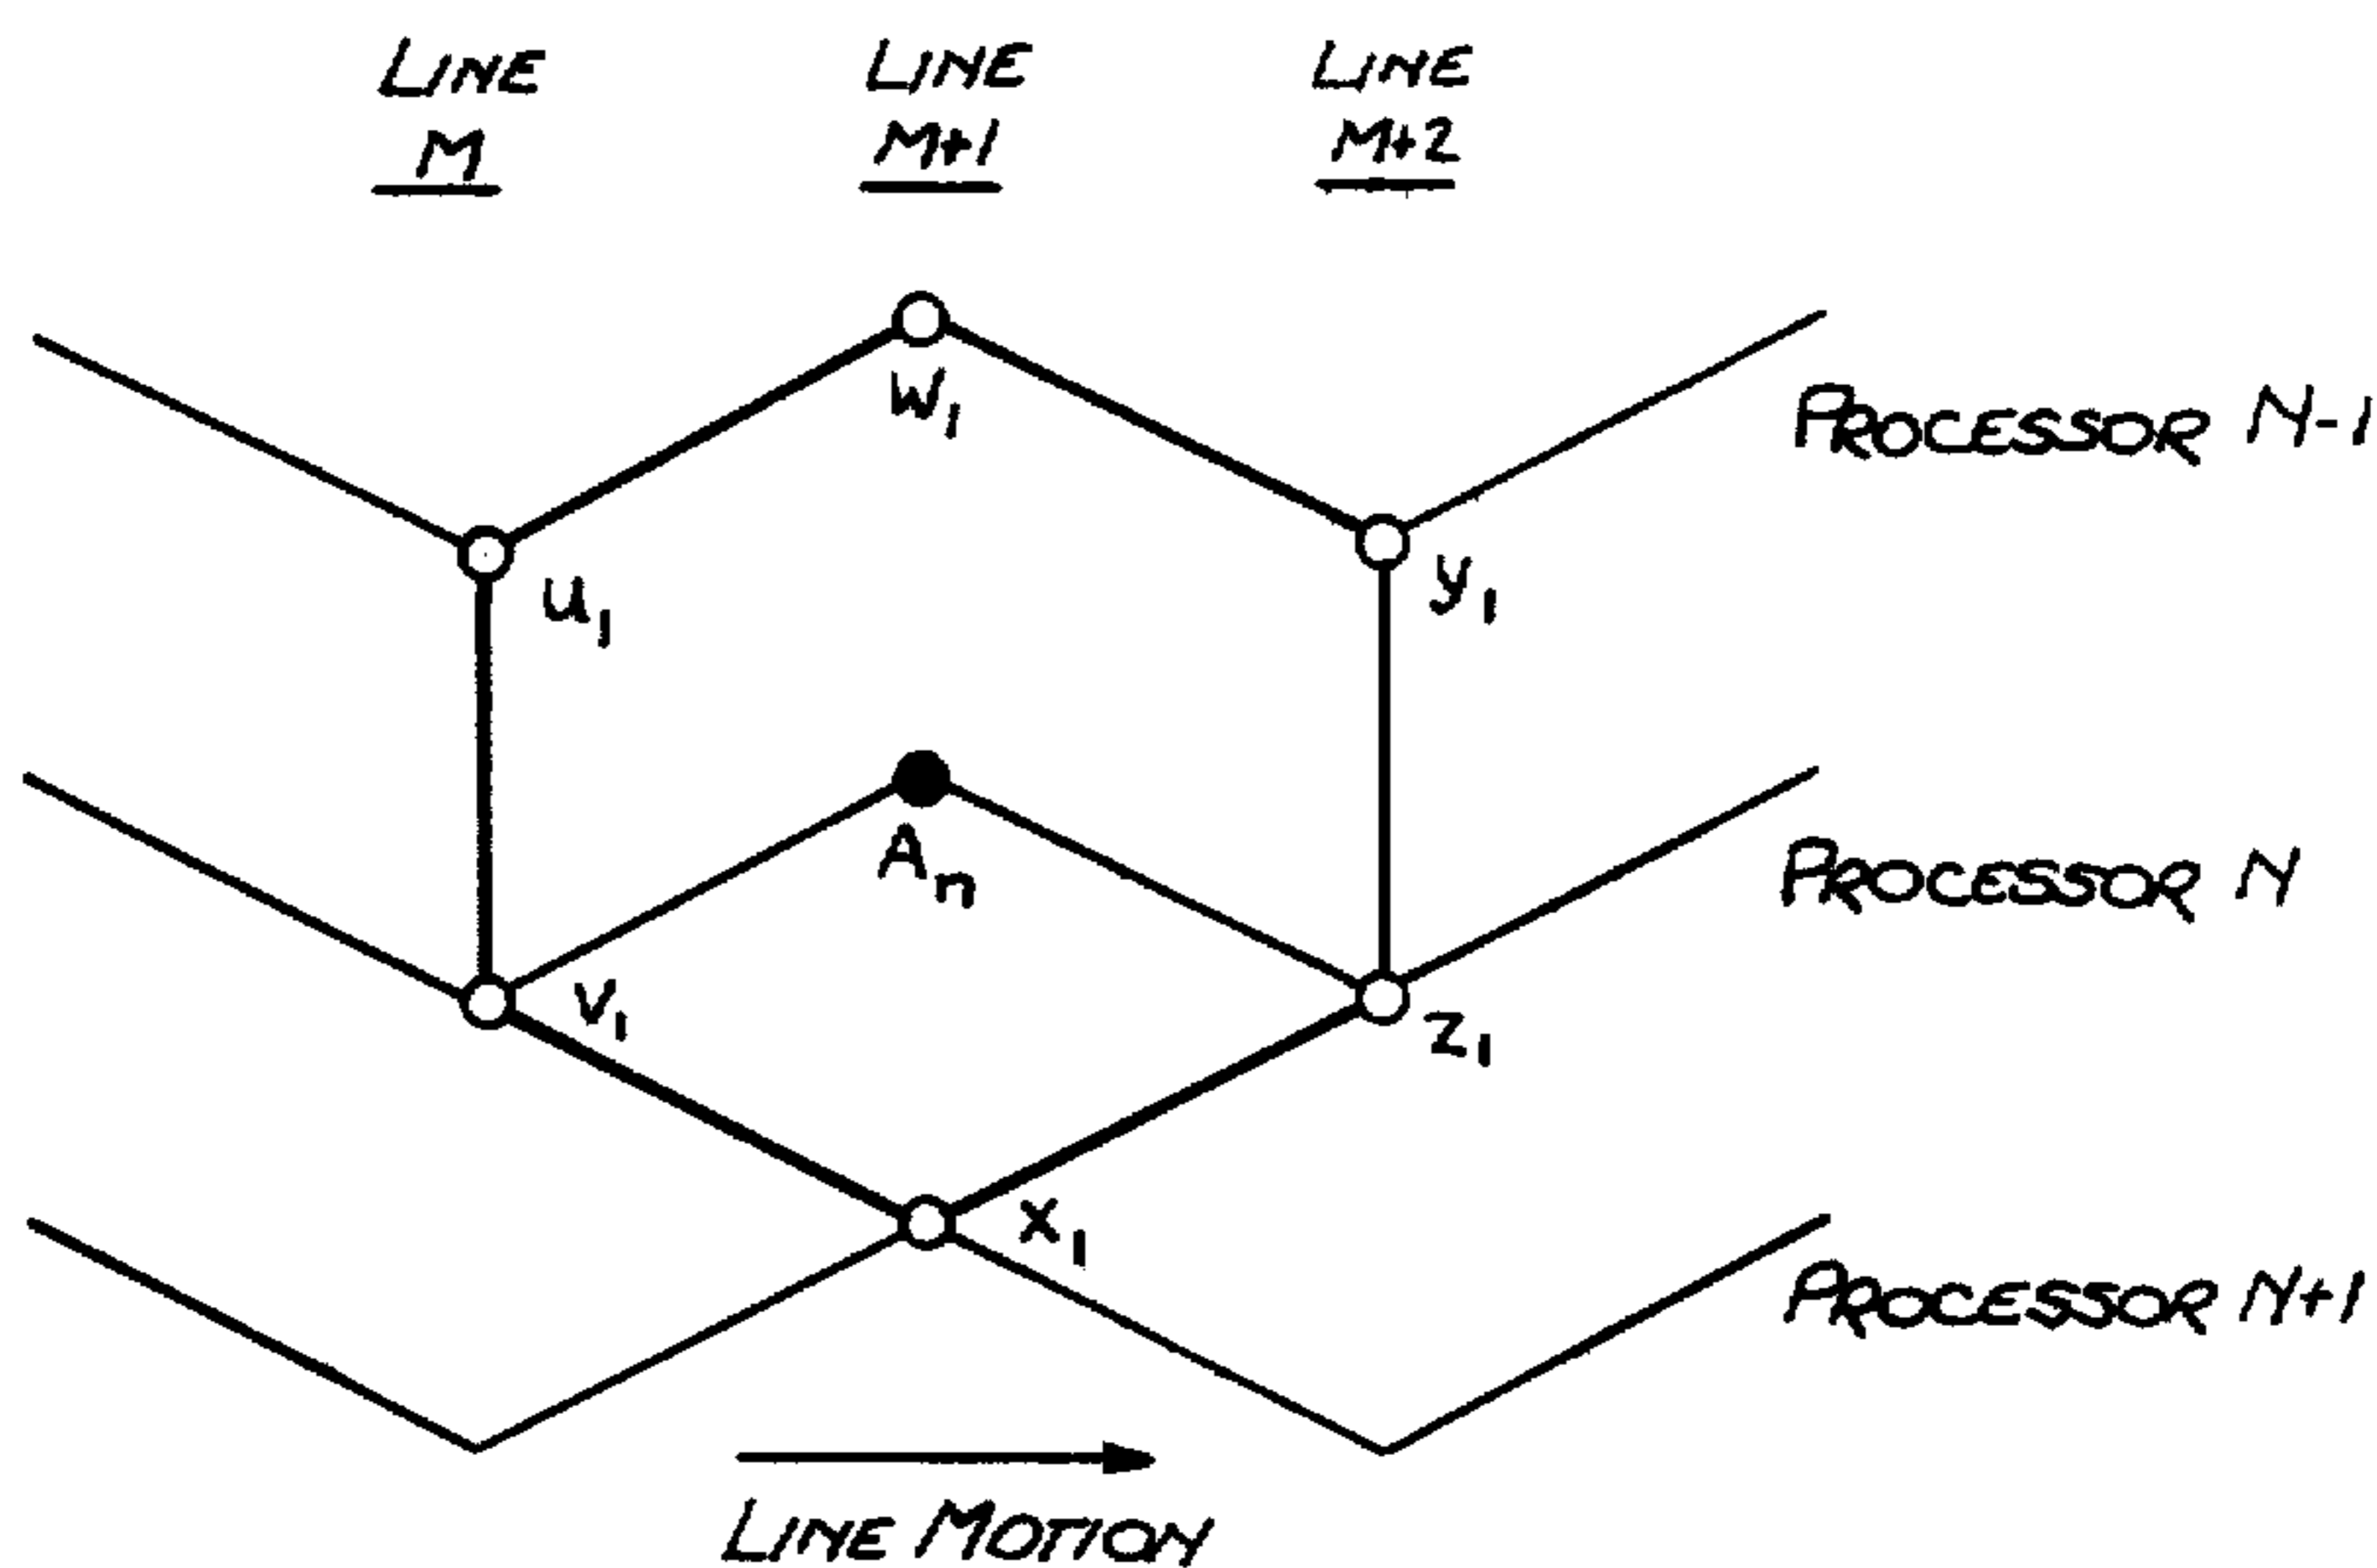 LINE M
LINE M+1
LINE M+2
W1
PROCESSOR N-1
u1
y1
An
PROCESSOR N
v1
z1
x1
PROCESSOR N+1
LINE MOTION